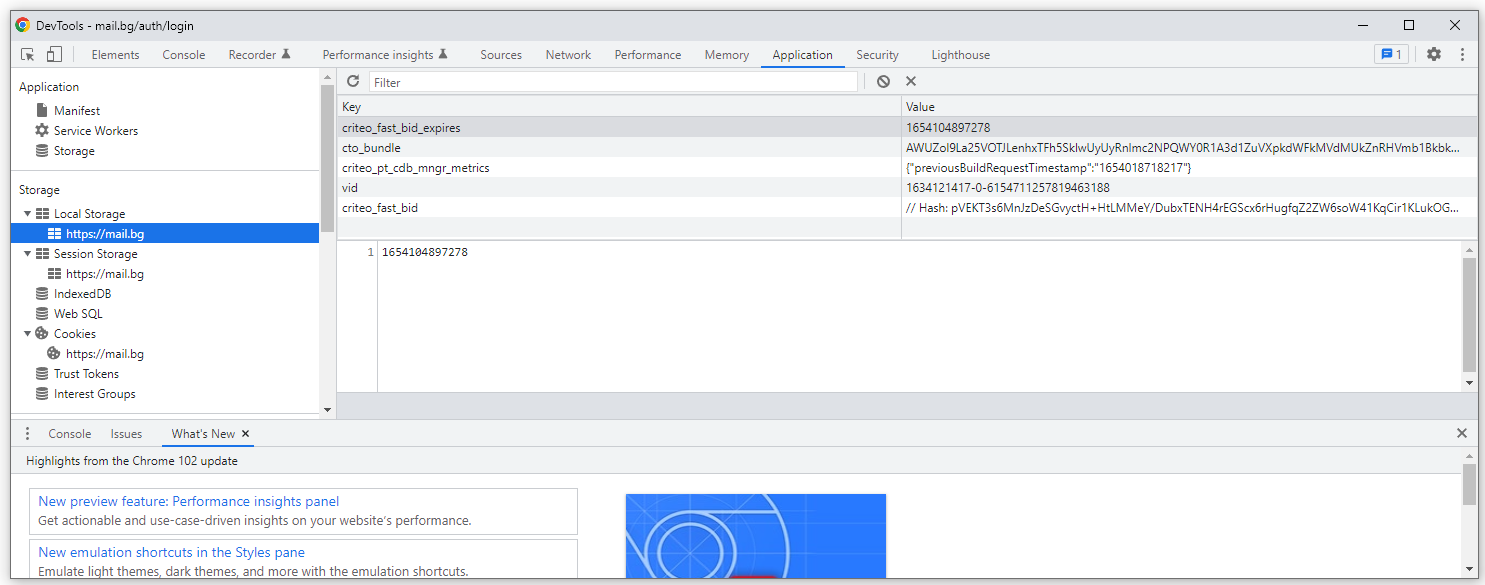 DevTools - mail.bg/auth/login
Elements Console Recorder Performance insights Sources Network Performance Memory Application Security Lighthouse 1
Application
Manifest
Service Workers
Storage
Storage
Local Storage
https://mail.bg
Session Storage
https://mail.bg
IndexedDB
Web SQL
Cookies
https://mail.bg
Trust Tokens
Interest Groups
Filter
Key Value
criteo_fast_bid_expires 1654104897278
cto_bundle AWUZol9La25VOTJLenhxTFh5SklwUyUyRnlmc2NPQWY0R1A3d1ZuVXpkdWFkMVdMUkZnRHVmb1Bkbk...
criteo_pt_cdb_mngr_metrics {"previousBuildRequestTimestamp":"1654018718217"}
vid 1634121417-0-6154711257819463188
criteo_fast_bid // Hash: pVEKT3s6MnJzDeSGvyctH+HtLMMeY/DubxTENH4rEGScx6rHugfqZ2ZW6soW41KqCir1KLukOG...
1 1654104897278
Console Issues What's New
Highlights from the Chrome 102 update
New preview feature: Performance insights panel
Get actionable and use-case-driven insights on your website's performance.
New emulation shortcuts in the Styles pane
Emulate light themes, dark themes, and more with the emulation shortcuts.